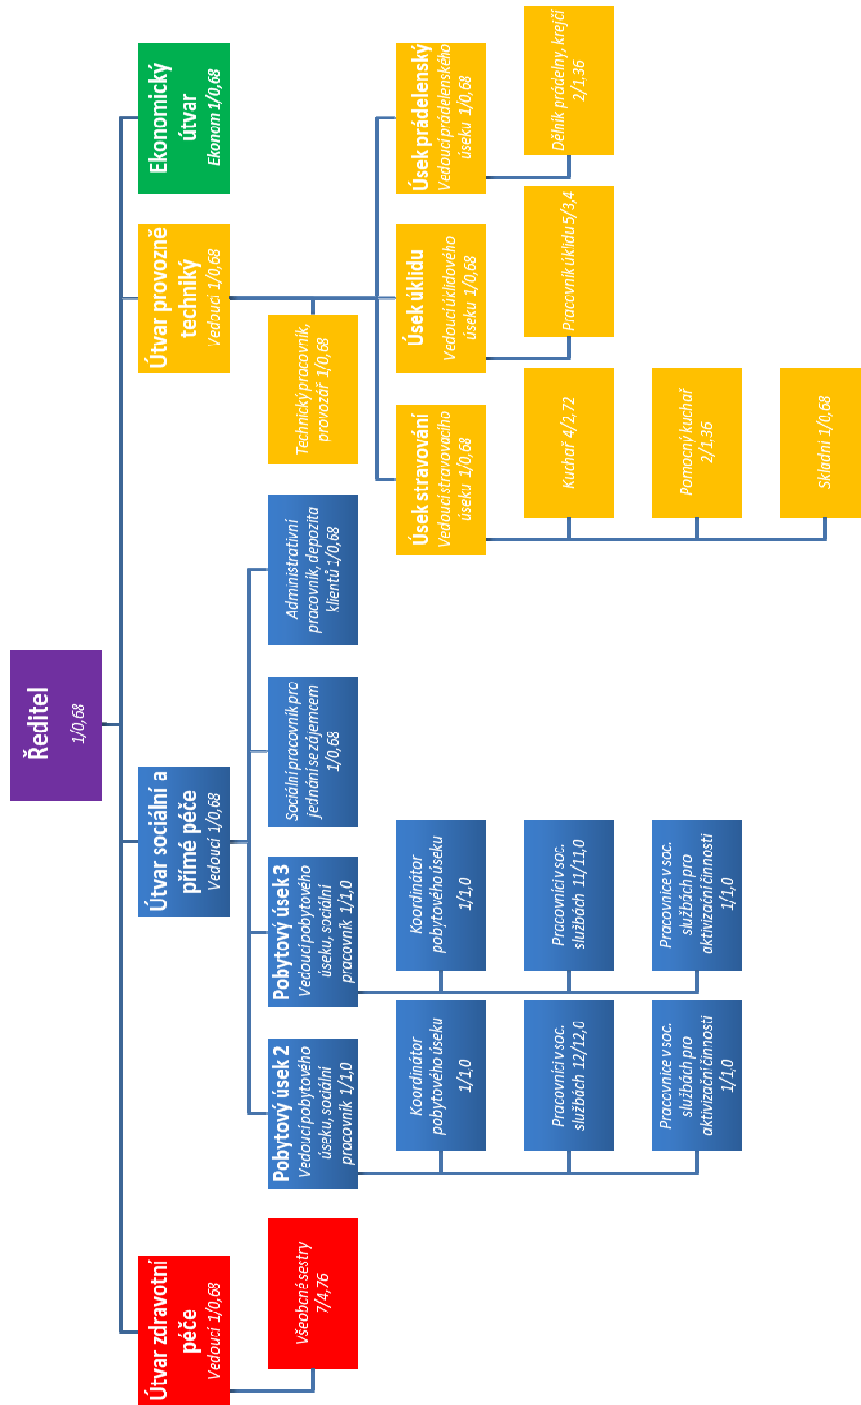 Ředitel
1/0,68
Útvar zdravotní
péče
Vedoucí 1/0,68
Všeobecné sestry
7/4,76
Útvar sociální a
přímé péče
Vedoucí 1/0,68
Pobytový úsek 2
Vedoucí pobytového
úseku, sociální
pracovník 1/1,0
Koordinátor
pobytového úseku
1/1,0
Pracovníci v soc.
službách 12/12,0
Pracovnice v soc.
službách pro
aktivizační činnosti
1/1,0
Pobytový úsek 3
Vedoucí pobytového
úseku, sociální
pracovník 1/1,0
Koordinátor
pobytového úseku
1/1,0
Pracovníci v soc.
službách 11/11,0
Pracovnice v soc.
službách pro
aktivizační činnosti
1/1,0
Sociální pracovník pro
jednání se zájemcem
1/0,68
Administrativní
pracovník, depozita
klientů 1/0,68
Útvar provozně
techniky
Vedoucí 1/0,68
Technický pracovník,
provozář 1/0,68
Úsek stravování
Vedoucí stravovacího
úseku 1/0,68
Kuchař 4/2,72
Pomocný kuchař
2/1,36
Skladní 1/0,68
Úsek úklidu
Vedoucí úklidového
úseku 1/0,68
Pracovník úklidu 5/3,4
Úsek prádelenský
Vedoucí prádelenského
úseku 1/0,68
Dělník prádelny, krejčí
2/1,36
Ekonomický
útvar
Ekonom 1/0,68